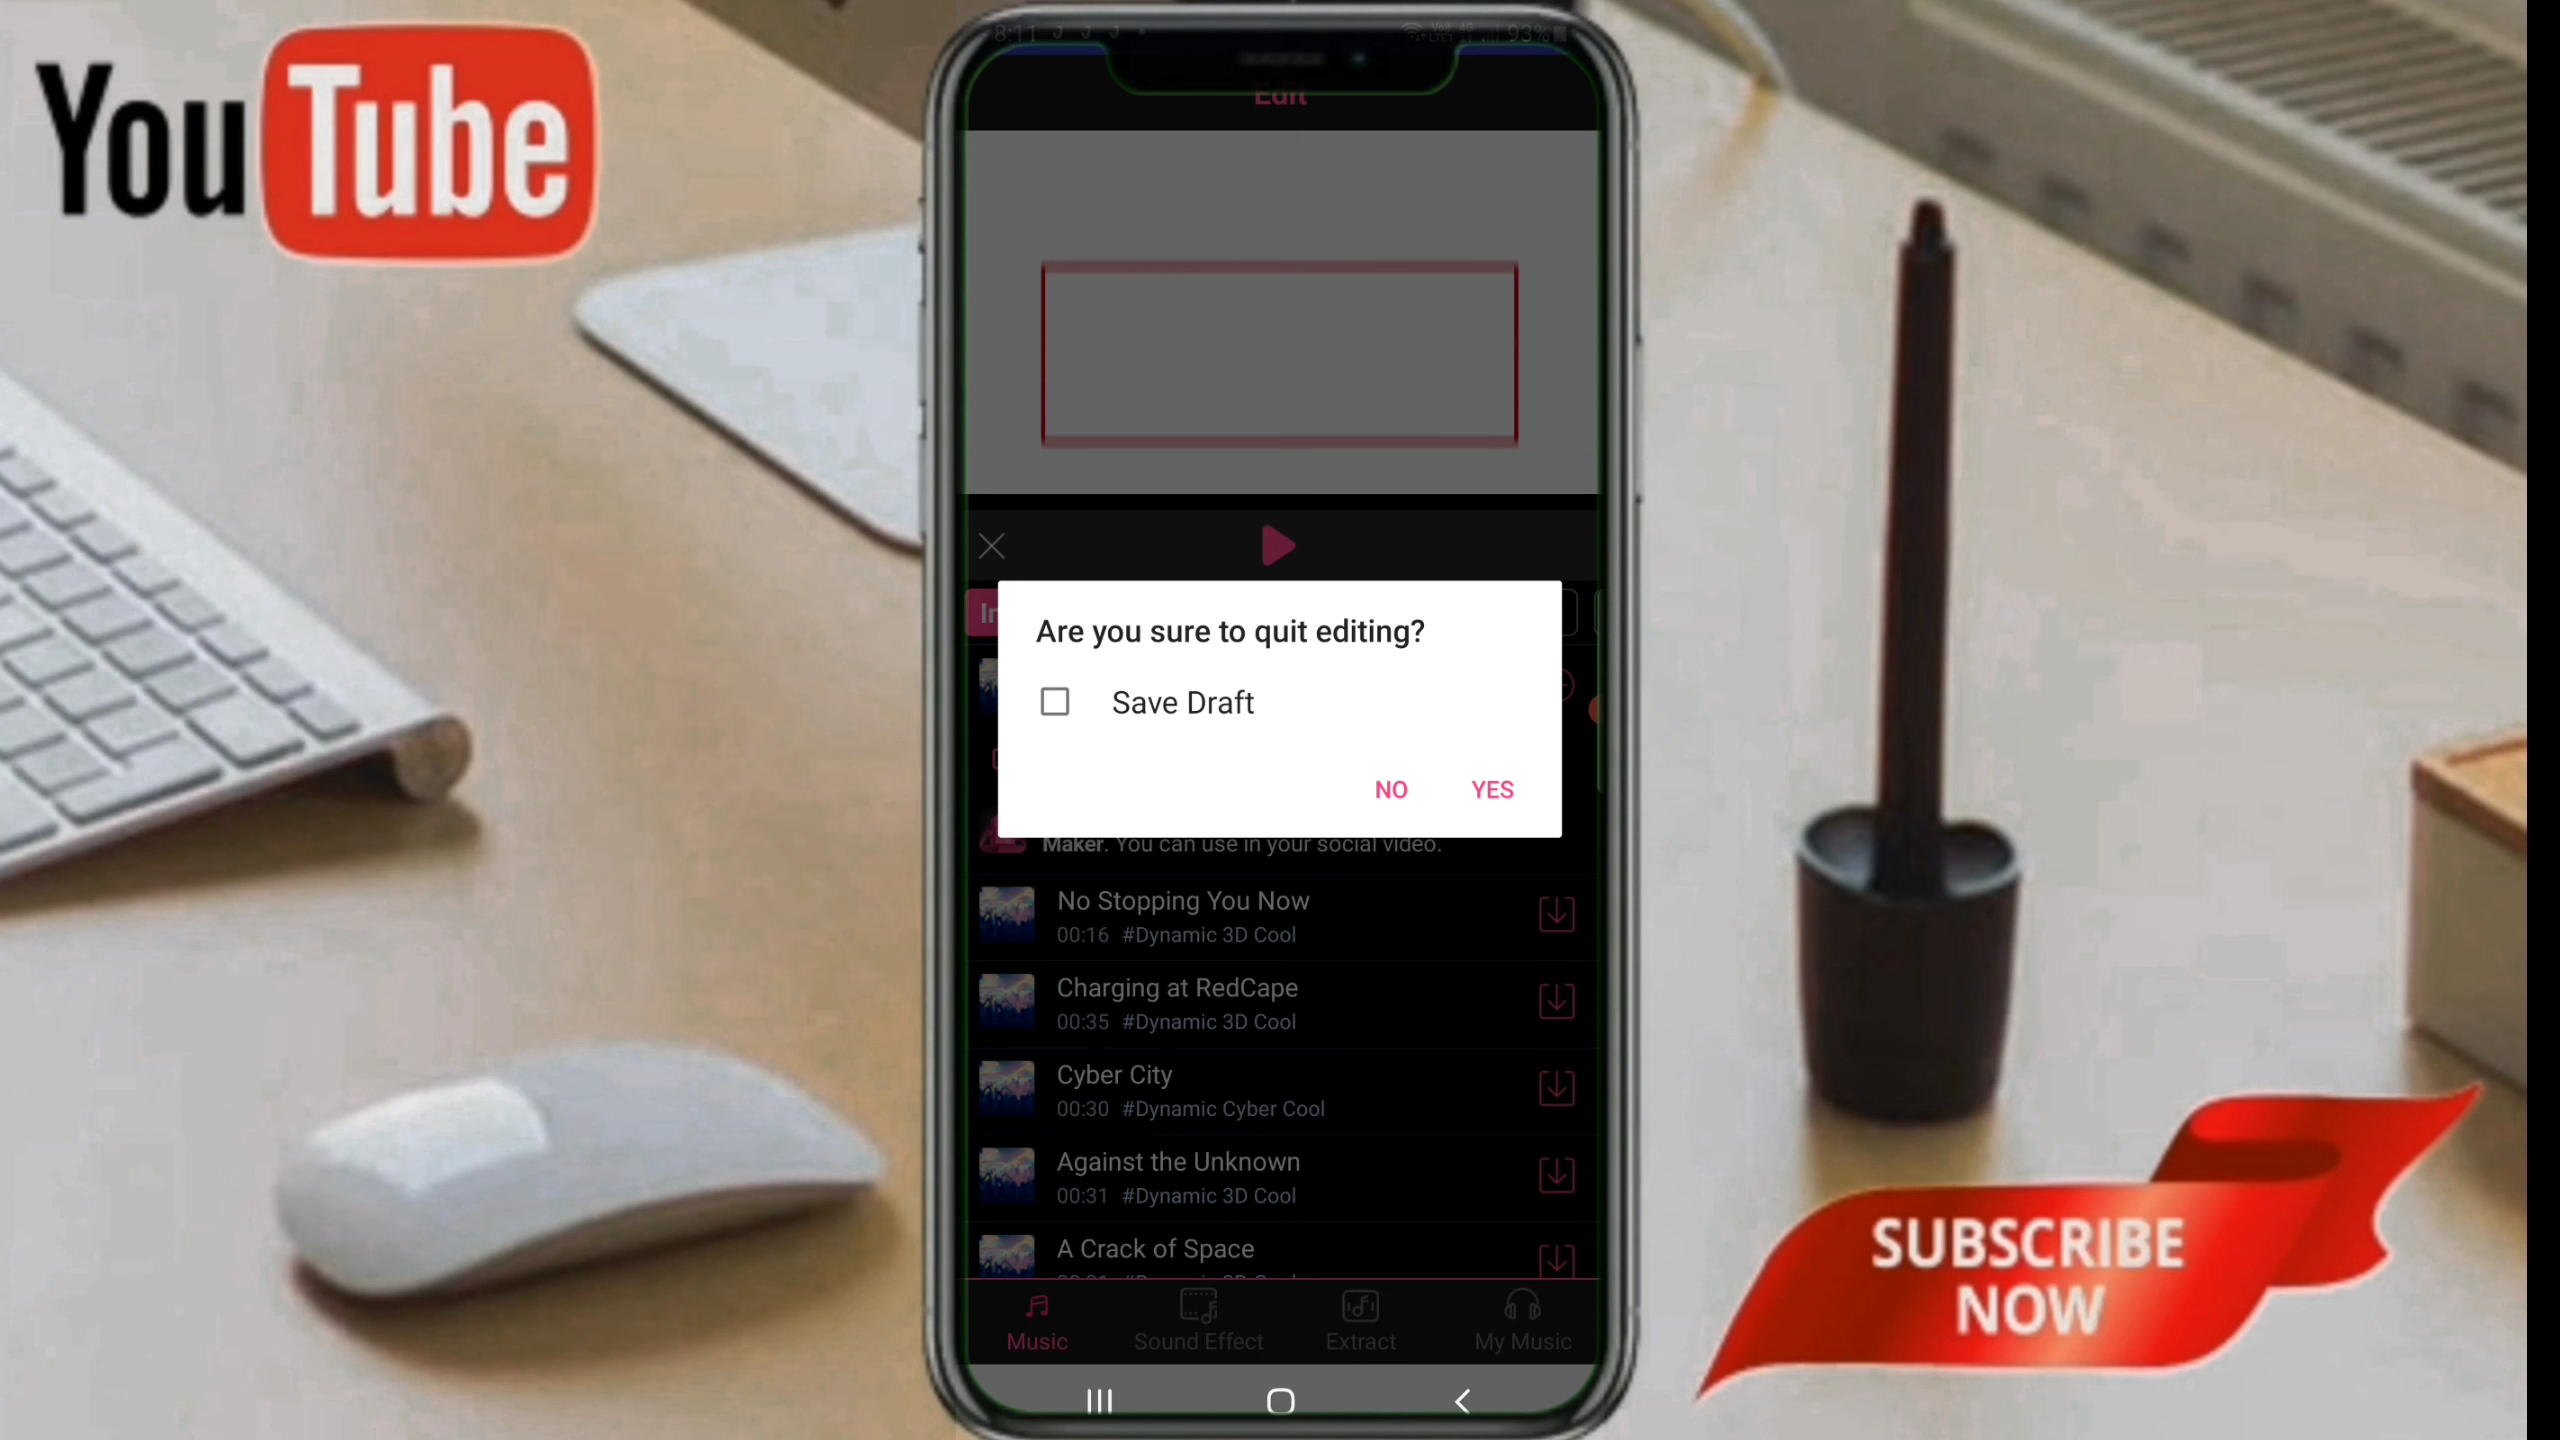 YouTube
8:11
93%
Edit
Are you sure to quit editing?
Save Draft
NO
YES
Maker. You can use in your social video.
No Stopping You Now
00:16 #Dynamic 3D Cool
Charging at RedCape
00:35 #Dynamic 3D Cool
Cyber City
00:30 #Dynamic Cyber Cool
Against the Unknown
00:31 #Dynamic 3D Cool
A Crack of Space
Music
Sound Effect
Extract
My Music
SUBSCRIBE
NOW